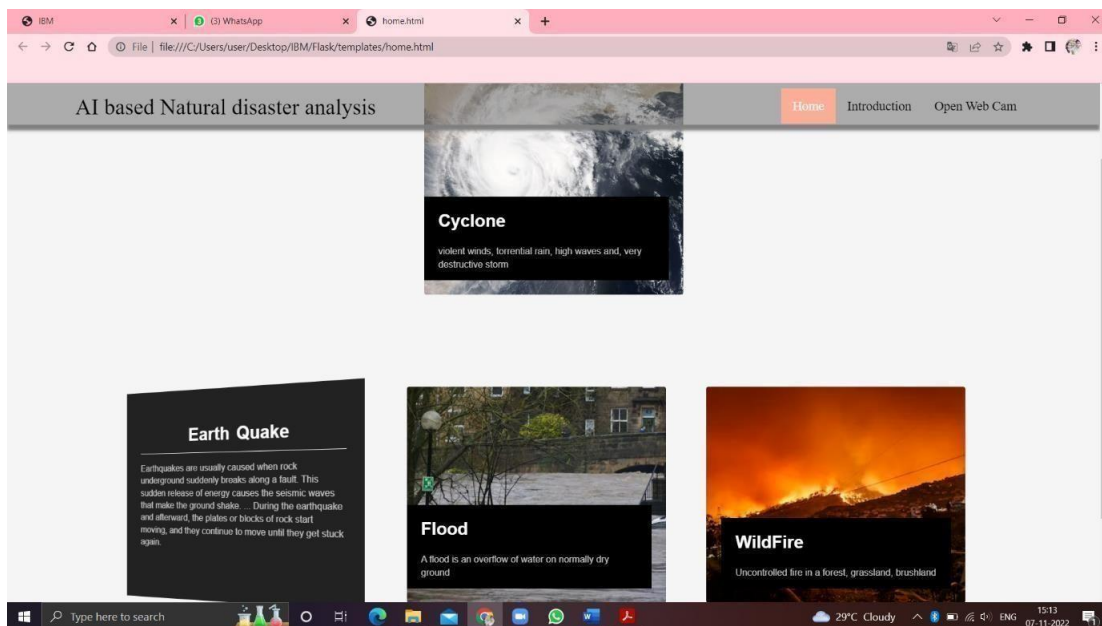 IBM
(3) WhatsApp
home.html
File | file:///C:/Users/user/Desktop/IBM/Flask/templates/home.html
AI based Natural disaster analysis
Home
Introduction
Open Web Cam
Cyclone
violent winds, torrential rain, high waves and, very
destructive storm
Earth Quake
Earthquakes are usually caused when rock
underground suddenly breaks along a fault. This
sudden release of energy causes the seismic waves
that make the ground shake. ... During the earthquake
and afterward, the plates or blocks of rock start
moving, and they continue to move until they get stuck
again.
Flood
A flood is an overflow of water on normally dry
ground
WildFire
Uncontrolled fire in a forest, grassland, brushland
Type here to search
29°C Cloudy
ENG
15:13
07-11-2022